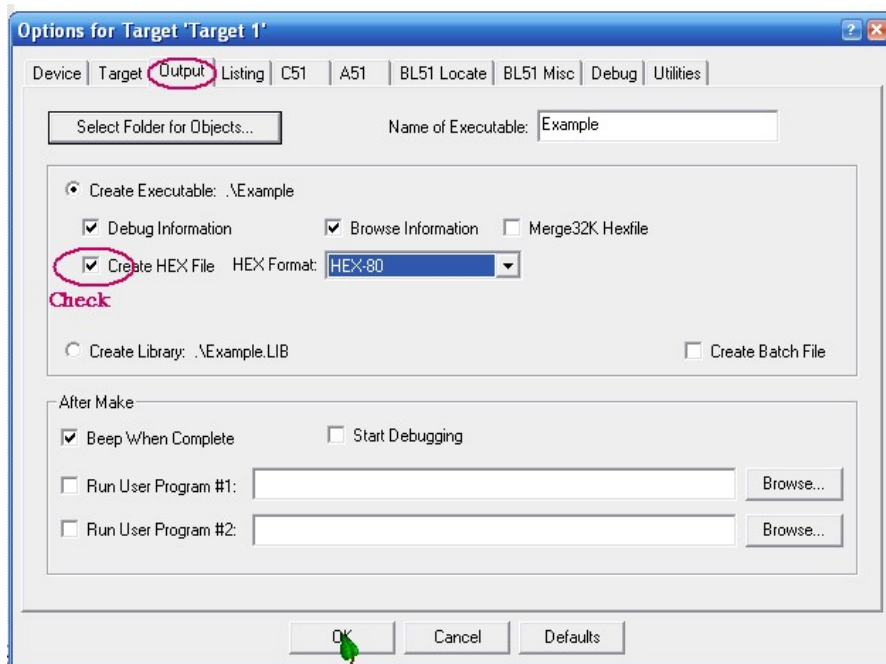 Options for Target 'Target 1'
Device Target Output Listing C51 A51 BL51 Locate BL51 Misc Debug Utilities
Select Folder for Objects... Name of Executable: Example
Create Executable: .\Example
Debug Information Browse Information Merge32K Hexfile
Create HEX File HEX Format: HEX-80
Check
Create Library: .\Example.LIB Create Batch File
After Make
Beep When Complete Start Debugging
Run User Program #1: Browse...
Run User Program #2: Browse...
OK Cancel Defaults